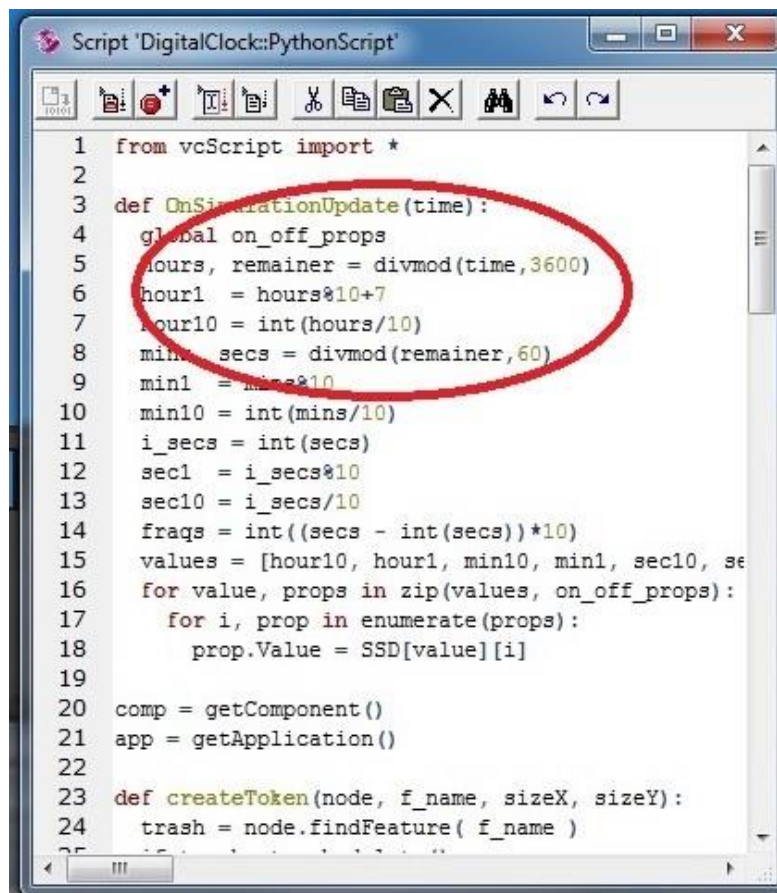 Script 'DigitalClock::PythonScript'
1 from vcScript import *
2
3 def OnSimulationUpdate(time):
4 global on_off_props
5 hours, remainer = divmod(time,3600)
6 hour1 = hours%10+7
7 hour10 = int(hours/10)
8 mins, secs = divmod(remainer,60)
9 min1 = mins%10
10 min10 = int(mins/10)
11 i_secs = int(secs)
12 sec1 = i_secs%10
13 sec10 = i_secs/10
14 fraqs = int((secs - int(secs))*10)
15 values = [hour10, hour1, min10, min1, sec10, se
16 for value, props in zip(values, on_off_props):
17 for i, prop in enumerate(props):
18 prop.Value = SSD[value][i]
19
20 comp = getComponent()
21 app = getApplication()
22
23 def createToken(node, f_name, sizeX, sizeY):
24 trash = node.findFeature( f_name )